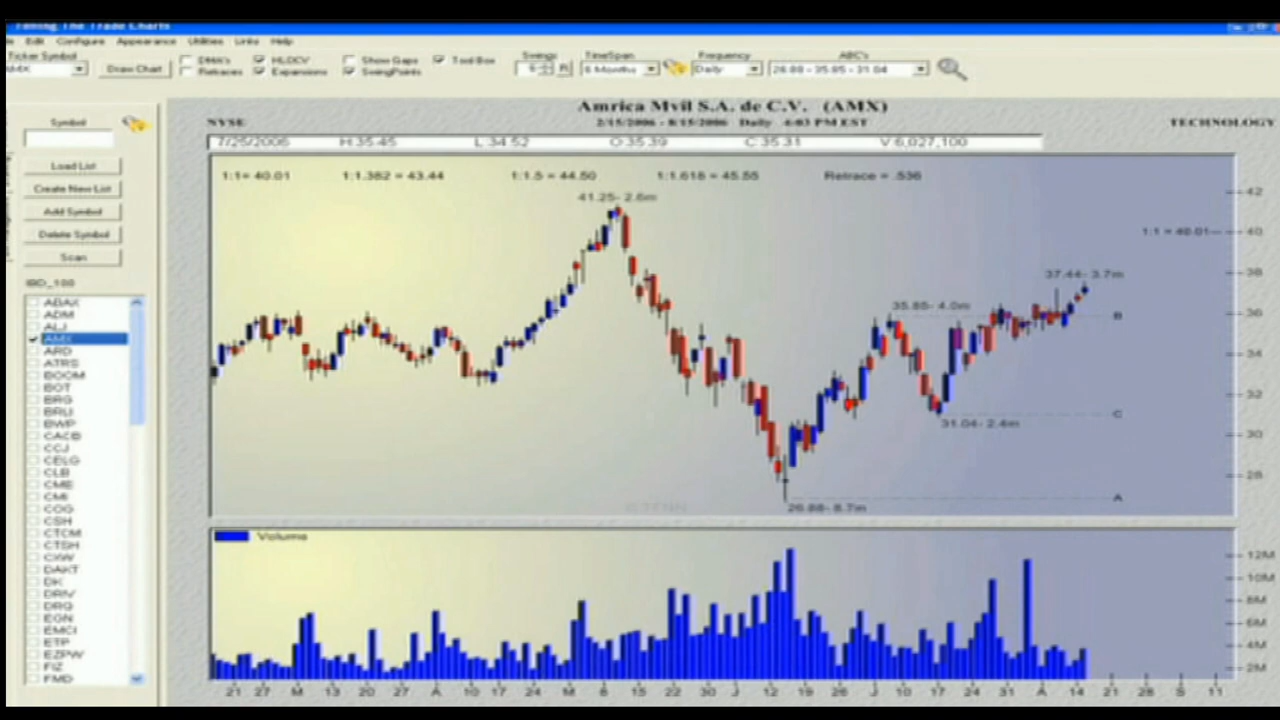 Timing The Trade Charts
Edit Configure Appearance Utilities Links Help
Ticker Symbol
AMX
Draw Chart
DMA's
Retraces
HLOCV
Expansions
Show Gaps
SwingPoints
Tool Box
Swings
TimeSpan
6 Months
Frequency
Daily
ABC's
26.88 - 35.85 - 31.04
Amrica Mvil S.A. de C.V. (AMX)
NYSE
2/15/2006 - 8/15/2006 Daily 4:03 PM EST
TECHNOLOGY
7/25/2006 H:35.45 L:34.52 O:35.39 C:35.31 V:6,027,100
1:1= 40.01 1:1.382 = 43.44 1:1.5 = 44.50 1:1.618 = 45.55 Retrace = .536
41.25- 2.6m
1:1 = 40.01
37.44- 3.7m
35.85- 4.0m
B
31.04- 2.4m
C
26.88- 8.7m
A
42
40
38
36
34
32
30
28
Symbol
Load List
Create New List
Add Symbol
Delete Symbol
Scan
IBD_100
ABAX
ADM
ALJ
AMX
ARD
ATRS
BOOM
BOT
BRG
BRLI
BWP
CACB
CCJ
CELG
CLB
CME
CMI
COG
CSH
CTCM
CTSH
CXW
DAKT
DK
DRIV
DRQ
EGN
EMCI
ETP
EZPW
FIZ
FMD
Volume
12M
10M
8M
6M
4M
2M
21 27 M 13 20 27 A 10 17 24 M 8 15 22 30 J 12 19 26 J 10 17 24 31 A 14 21 28 S 11